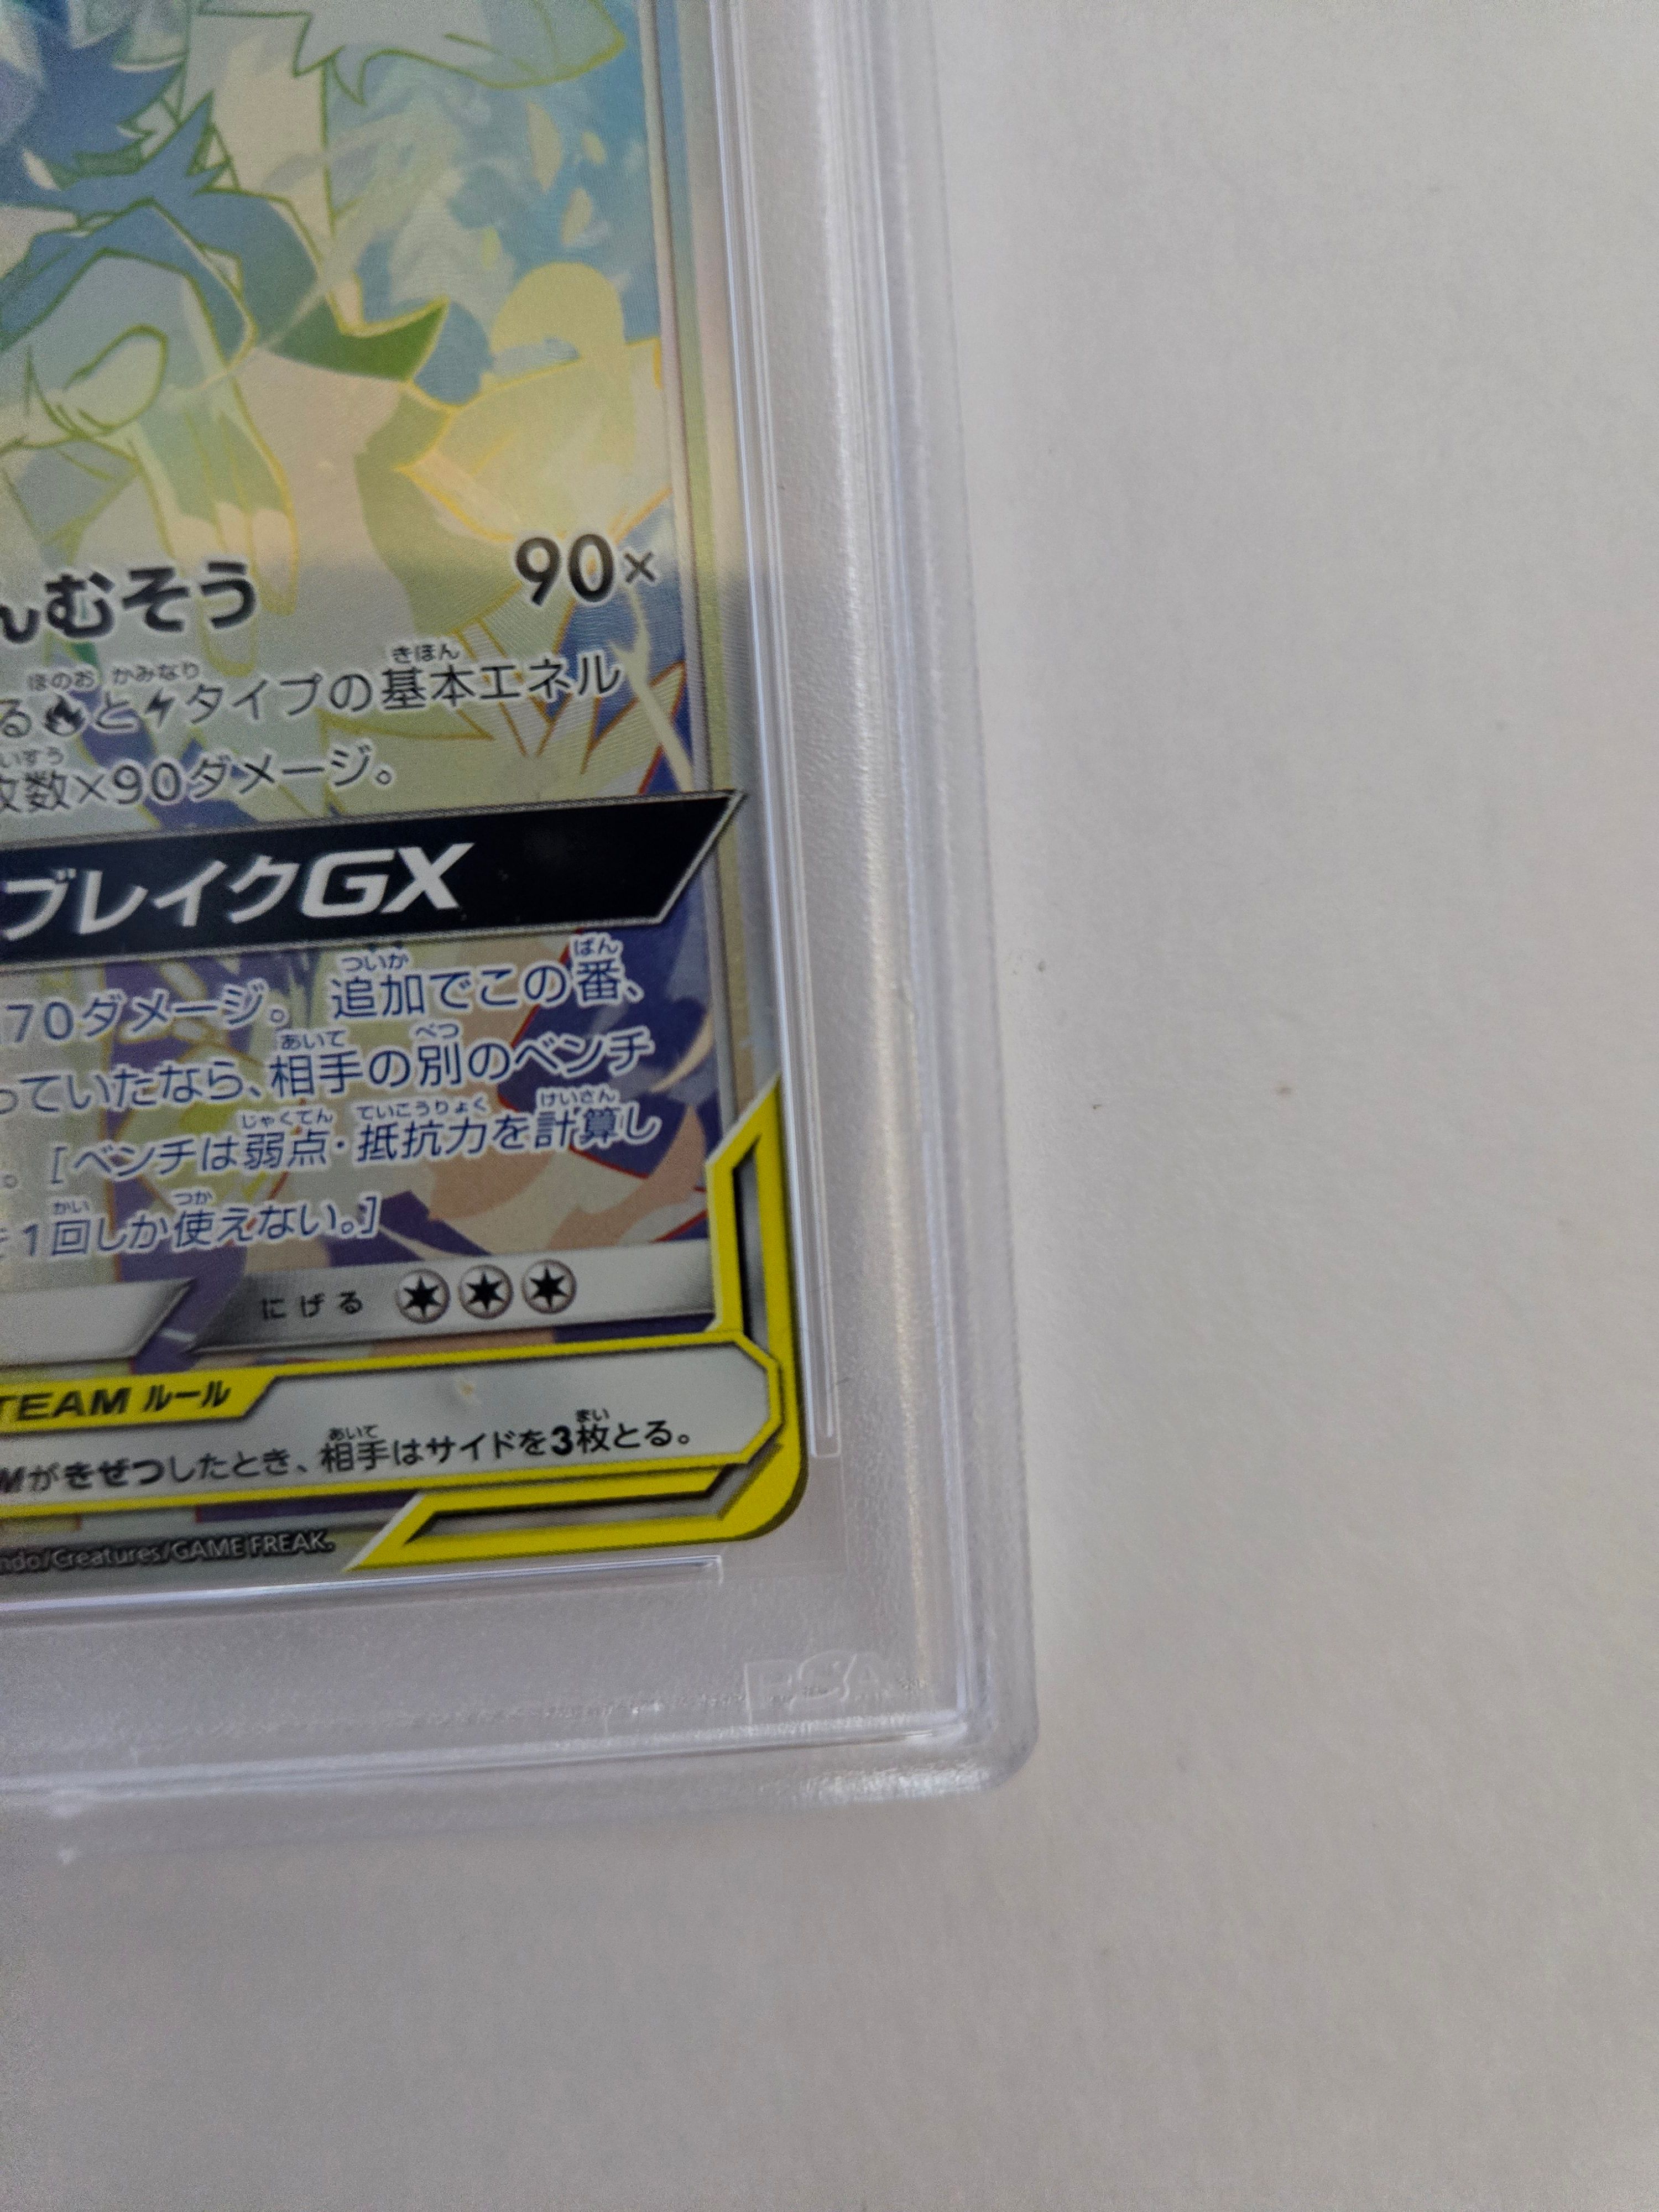 んむそう 90×
きほん
ほのお かみなり
る と タイプの基本エネル
いすう
枚数×90ダメージ。
ブレイクGX
ばん
ついか
70ダメージ。 追加でこの番、
あいて べつ
っていたなら、相手の別のベンチ
じゃくてん ていこうりょく けいさん
。[ベンチは弱点・抵抗力を計算し
かい つか
1回しか使えない。]
にげる
TEAM ルール
あいて まい
Mがきぜつしたとき、相手はサイドを3枚とる。
ndo/Creatures/GAME FREAK.
PSA